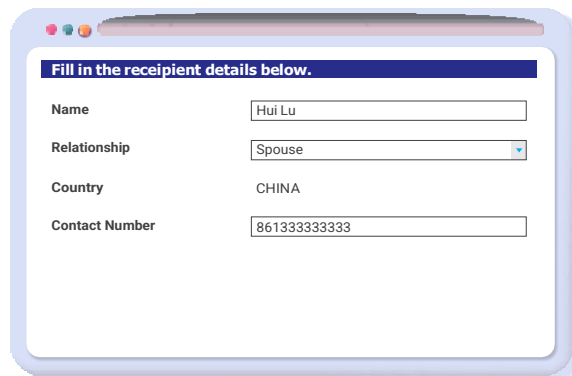 Fill in the receipient details below.
Name Hui Lu
Relationship Spouse
Country CHINA
Contact Number 861333333333